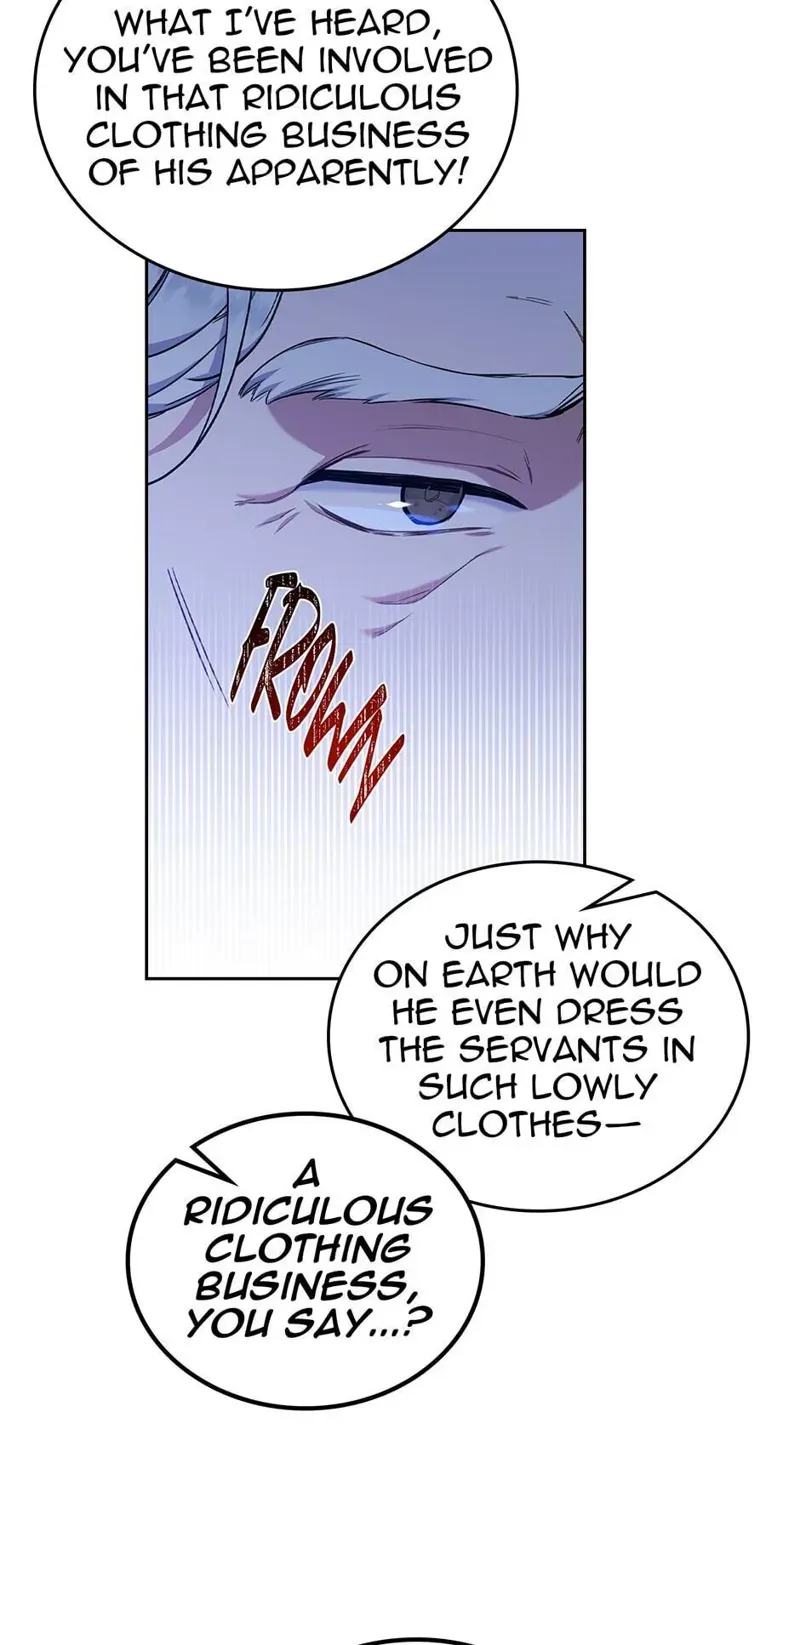 WHAT I'VE HEARD,
YOU'VE BEEN INVOLVED
IN THAT RIDICULOUS
CLOTHING BUSINESS
OF HIS APPARENTLY!
FROWN
JUST WHY
ON EARTH WOULD
HE EVEN DRESS
THE SERVANTS IN
SUCH LOWLY
CLOTHES—
A
RIDICULOUS
CLOTHING
BUSINESS,
YOU SAY...?